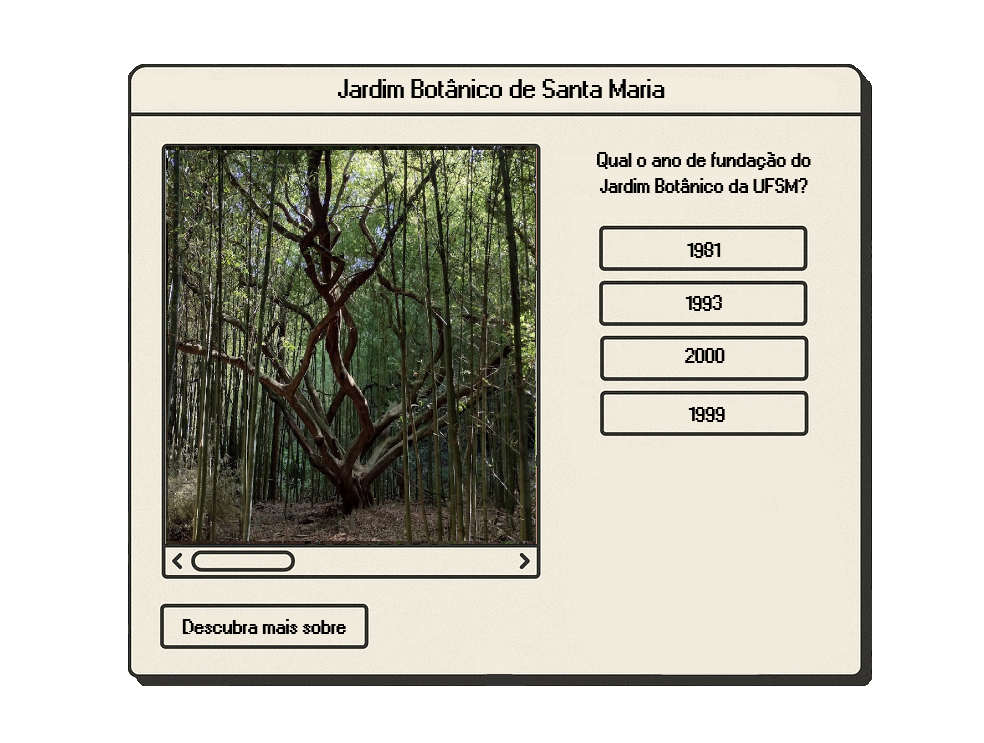 Jardim Botânico de Santa Maria
Qual o ano de fundação do
Jardim Botânico da UFSM?
1981
1993
2000
1999
Descubra mais sobre